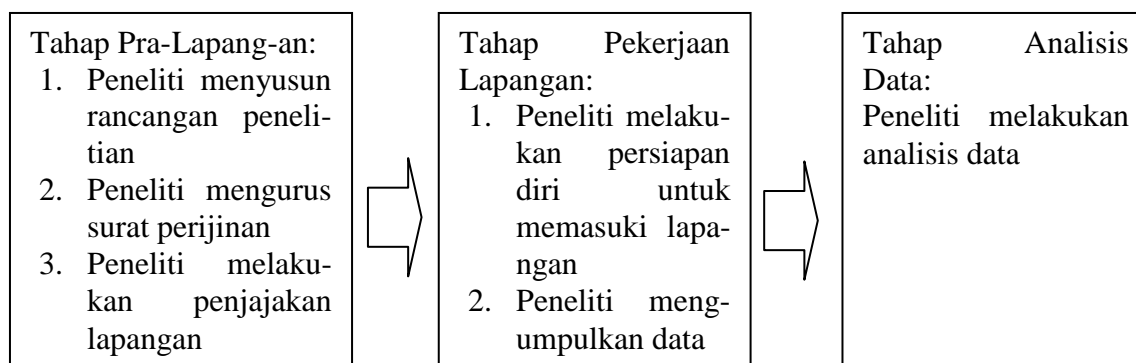 Tahap Pra-Lapang-an:
1. Peneliti menyusun
rancangan peneli-
tian
2. Peneliti mengurus
surat perijinan
3. Peneliti melaku-
kan penjajakan
lapangan
Tahap Pekerjaan
Lapangan:
1. Peneliti melaku-
kan persiapan
diri untuk
memasuki lapa-
ngan
2. Peneliti meng-
umpulkan data
Tahap Analisis
Data:
Peneliti melakukan
analisis data